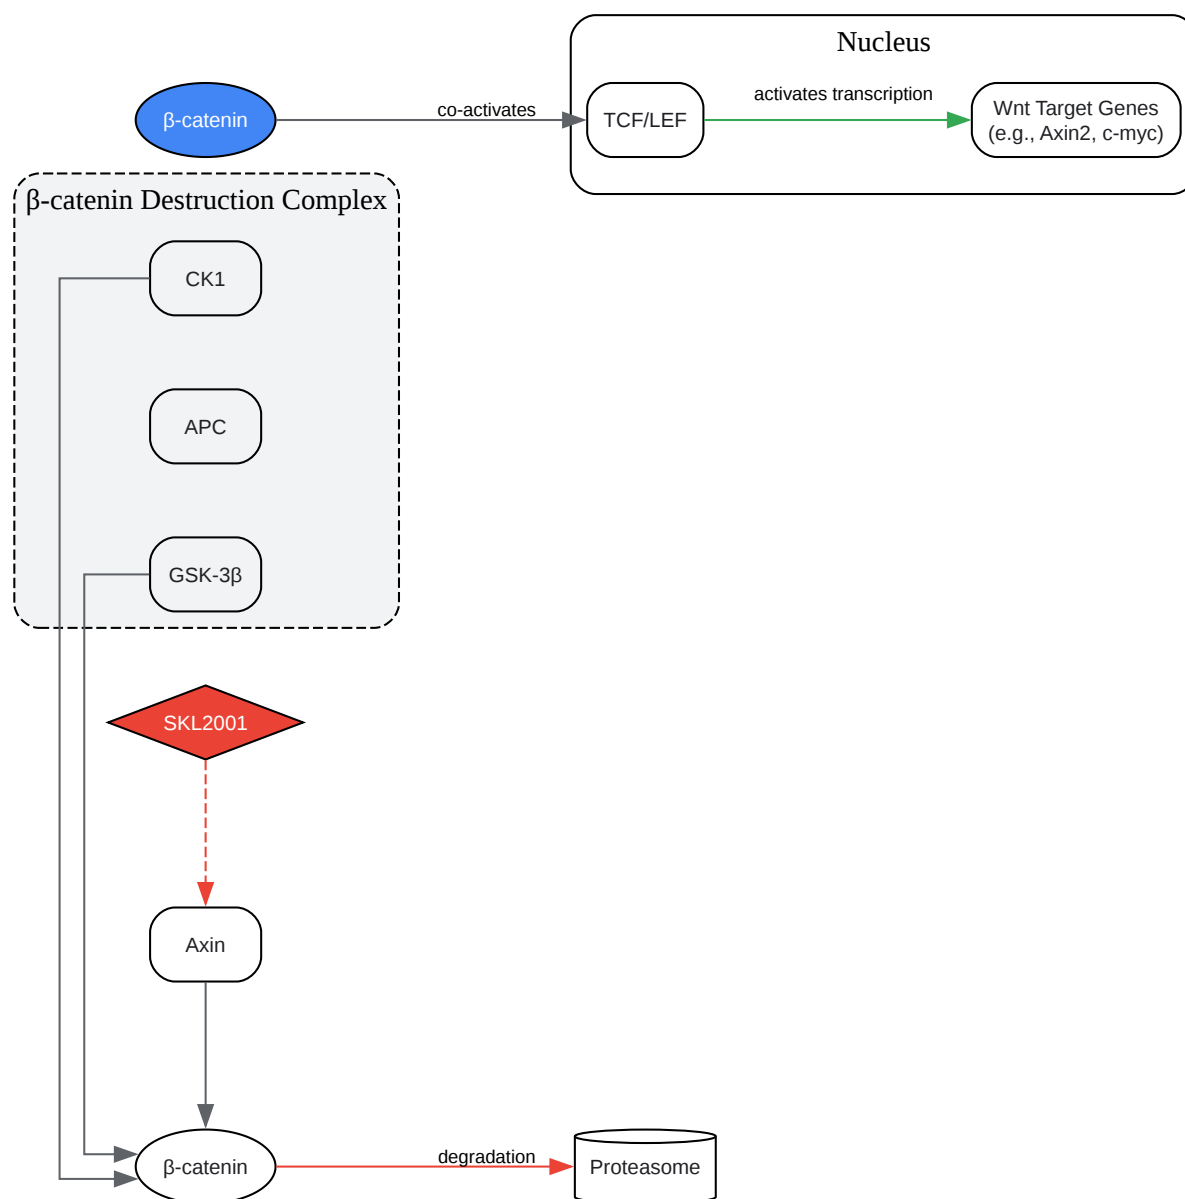 Nucleus
β-catenin
co-activates
TCF/LEF
activates transcription
Wnt Target Genes
(e.g., Axin2, c-myc)
β-catenin Destruction Complex
CK1
APC
GSK-3β
SKL2001
Axin
β-catenin
degradation
Proteasome